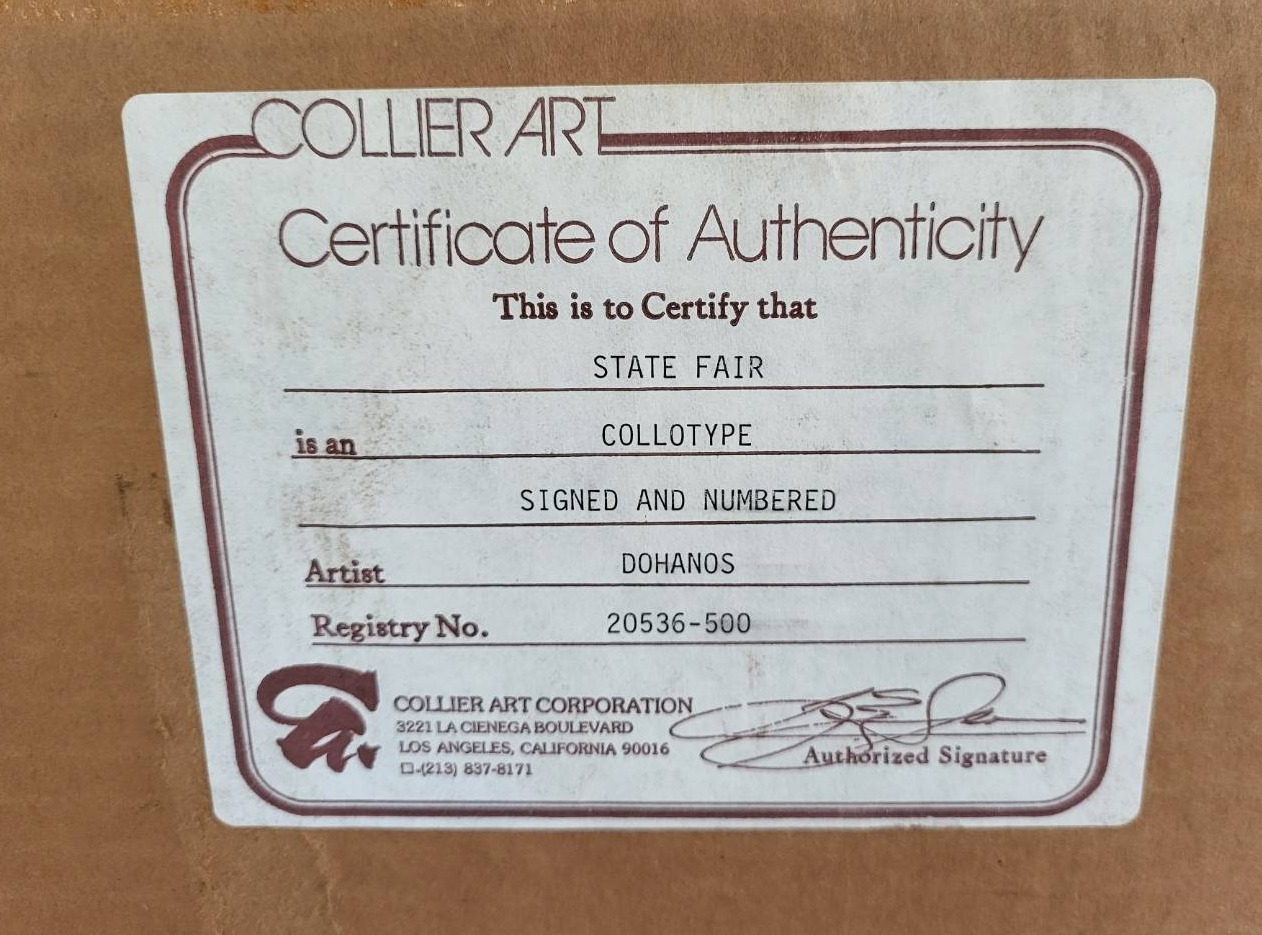 COLLIER ART
Certificate of Authenticity
This is to Certify that
STATE FAIR
is an COLLOTYPE
SIGNED AND NUMBERED
Artist DOHANOS
Registry No. 20536-500
COLLIER ART CORPORATION
3221 LA CIENEGA BOULEVARD
LOS ANGELES, CALIFORNIA 90016
☐-(213) 837-8171
Authorized Signature